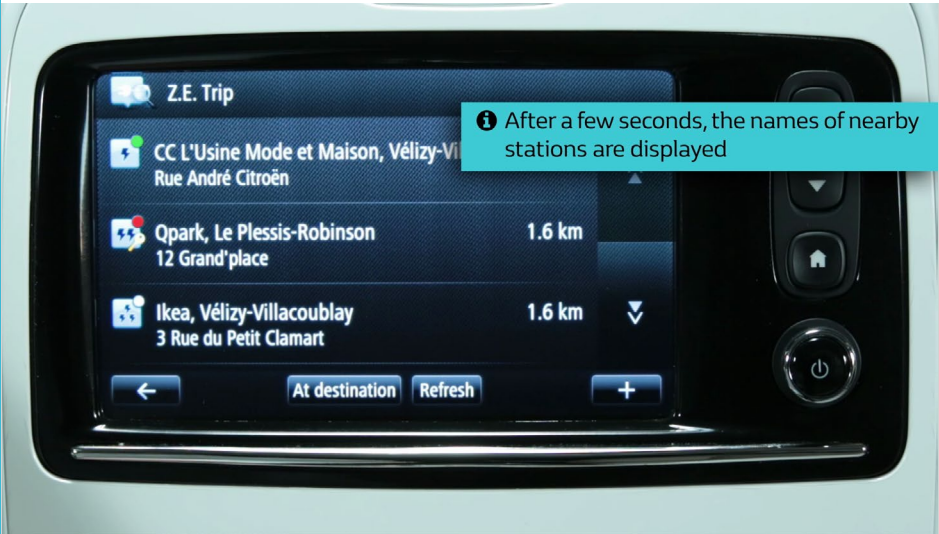 Z.E. Trip
After a few seconds, the names of nearby
stations are displayed
CC L'Usine Mode et Maison, Vélizy-Vil
Rue André Citroën
Qpark, Le Plessis-Robinson 1.6 km
12 Grand'place
Ikea, Vélizy-Villacoublay 1.6 km
3 Rue du Petit Clamart
At destination Refresh